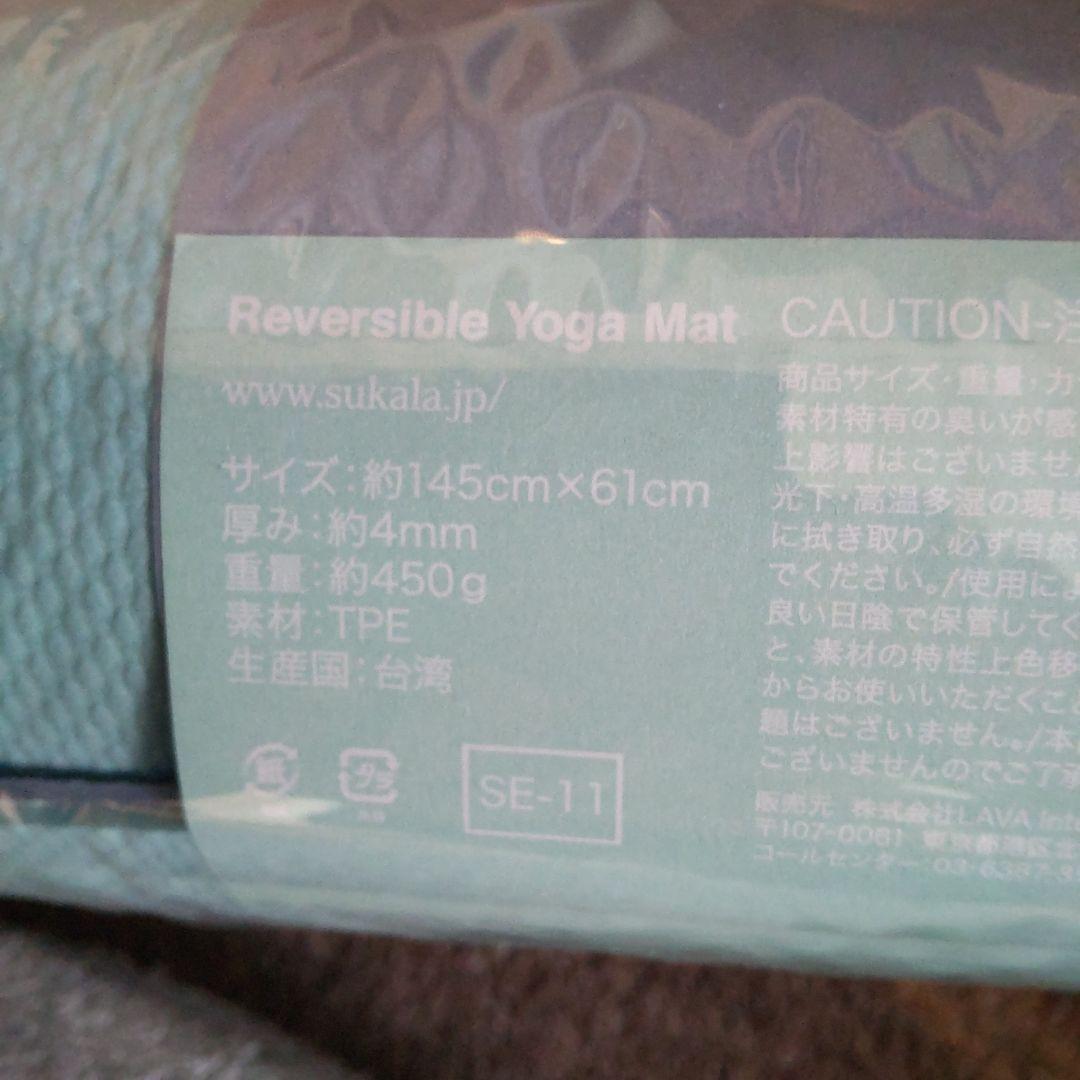 Reversible Yoga Mat
www.sukala.jp/
サイズ：約145cm×61cm
厚み：約4mm
重量：約450g
素材：TPE
生産国：台湾
紙
プラ
SE-11
CAUTION-注
商品サイズ・重量・カ
素材特有の臭いが感
上影響はございませ
光下・高温多湿の環境
に拭き取り、必ず自然
でください。/使用によ
良い日陰で保管してく
と、素材の特性上色移
からお使いいただくこと
題はございません。/本
ございませんのでご了承
販売元 株式会社LAVA Inte
〒107-0061 東京都港区北
コールセンター 03-6387-